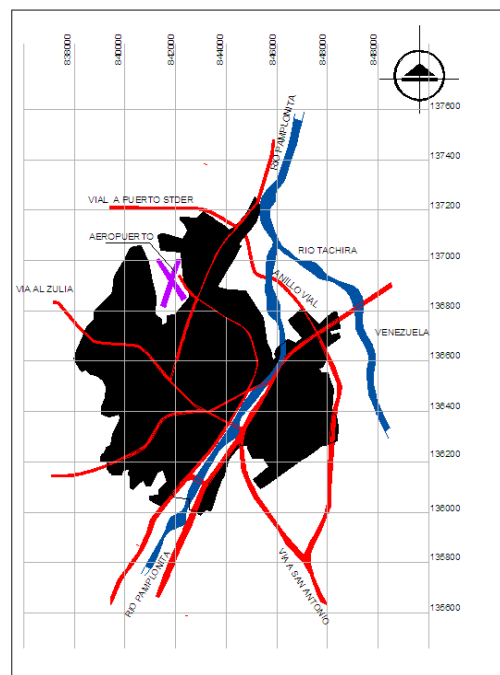 838000
840000
842000
844000
846000
848000
848000
137600
137400
137200
137000
136800
136600
136400
136200
136000
135800
135600
RIO PAMPLONITA
VIAL A PUERTO STDER
AEROPUERTO
RIO TACHIRA
VIA AL ZULIA
ANILLO VIAL
VENEZUELA
RIO PAMPLONITA
VIA A SAN ANTONIO